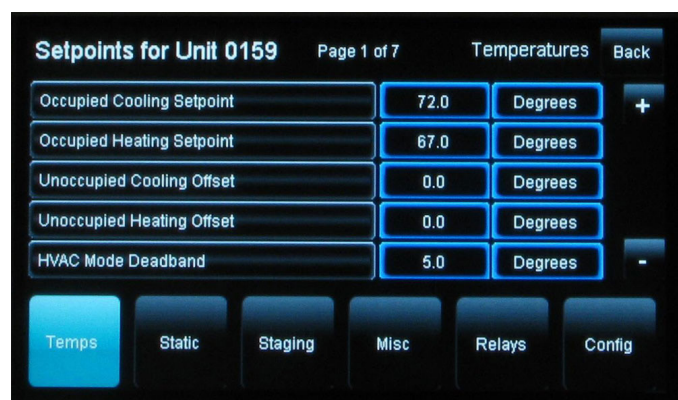 Setpoints for Unit 0159 Page 1 of 7 Temperatures Back
Occupied Cooling Setpoint 72.0 Degrees +
Occupied Heating Setpoint 67.0 Degrees
Unoccupied Cooling Offset 0.0 Degrees
Unoccupied Heating Offset 0.0 Degrees
HVAC Mode Deadband 5.0 Degrees -
Temps Static Staging Misc Relays Config